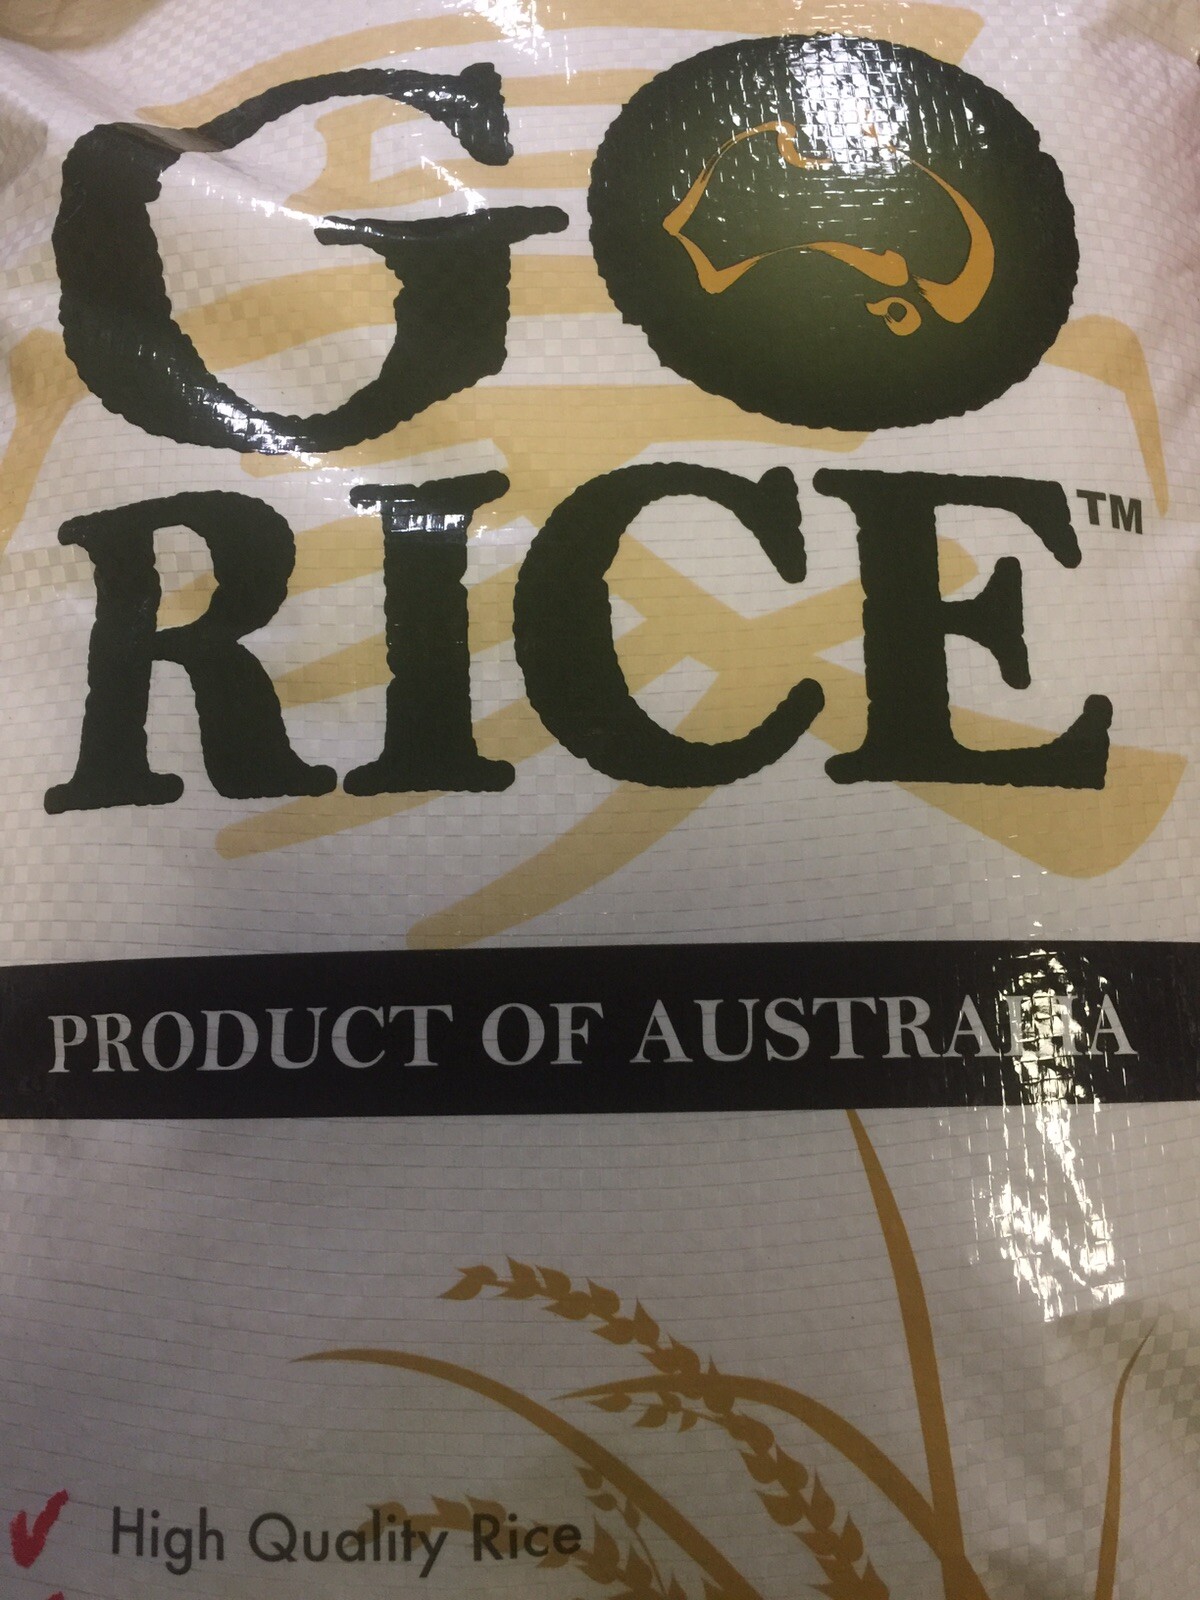 GO
RICE™
PRODUCT OF AUSTRALIA
High Quality Rice